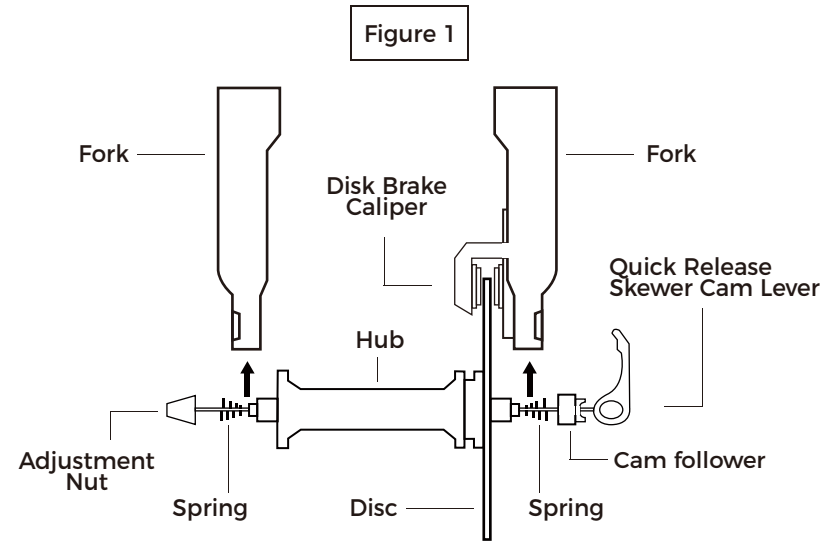 Figure 1
Fork
Fork
Disk Brake
Caliper
Quick Release
Skewer Cam Lever
Hub
Adjustment
Nut
Cam follower
Spring
Disc
Spring